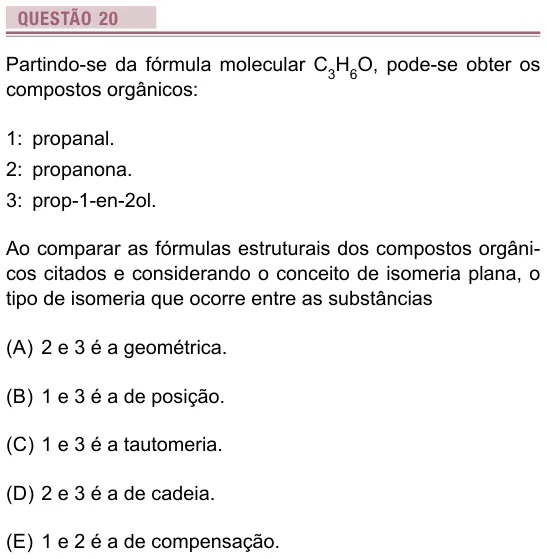 QUESTÃO 20
Partindo-se da fórmula molecular C₃H₆O, pode-se obter os
compostos orgânicos:
1: propanal.
2: propanona.
3: prop-1-en-2ol.
Ao comparar as fórmulas estruturais dos compostos orgâni-
cos citados e considerando o conceito de isomeria plana, o
tipo de isomeria que ocorre entre as substâncias
(A) 2 e 3 é a geométrica.
(B) 1 e 3 é a de posição.
(C) 1 e 3 é a tautomeria.
(D) 2 e 3 é a de cadeia.
(E) 1 e 2 é a de compensação.